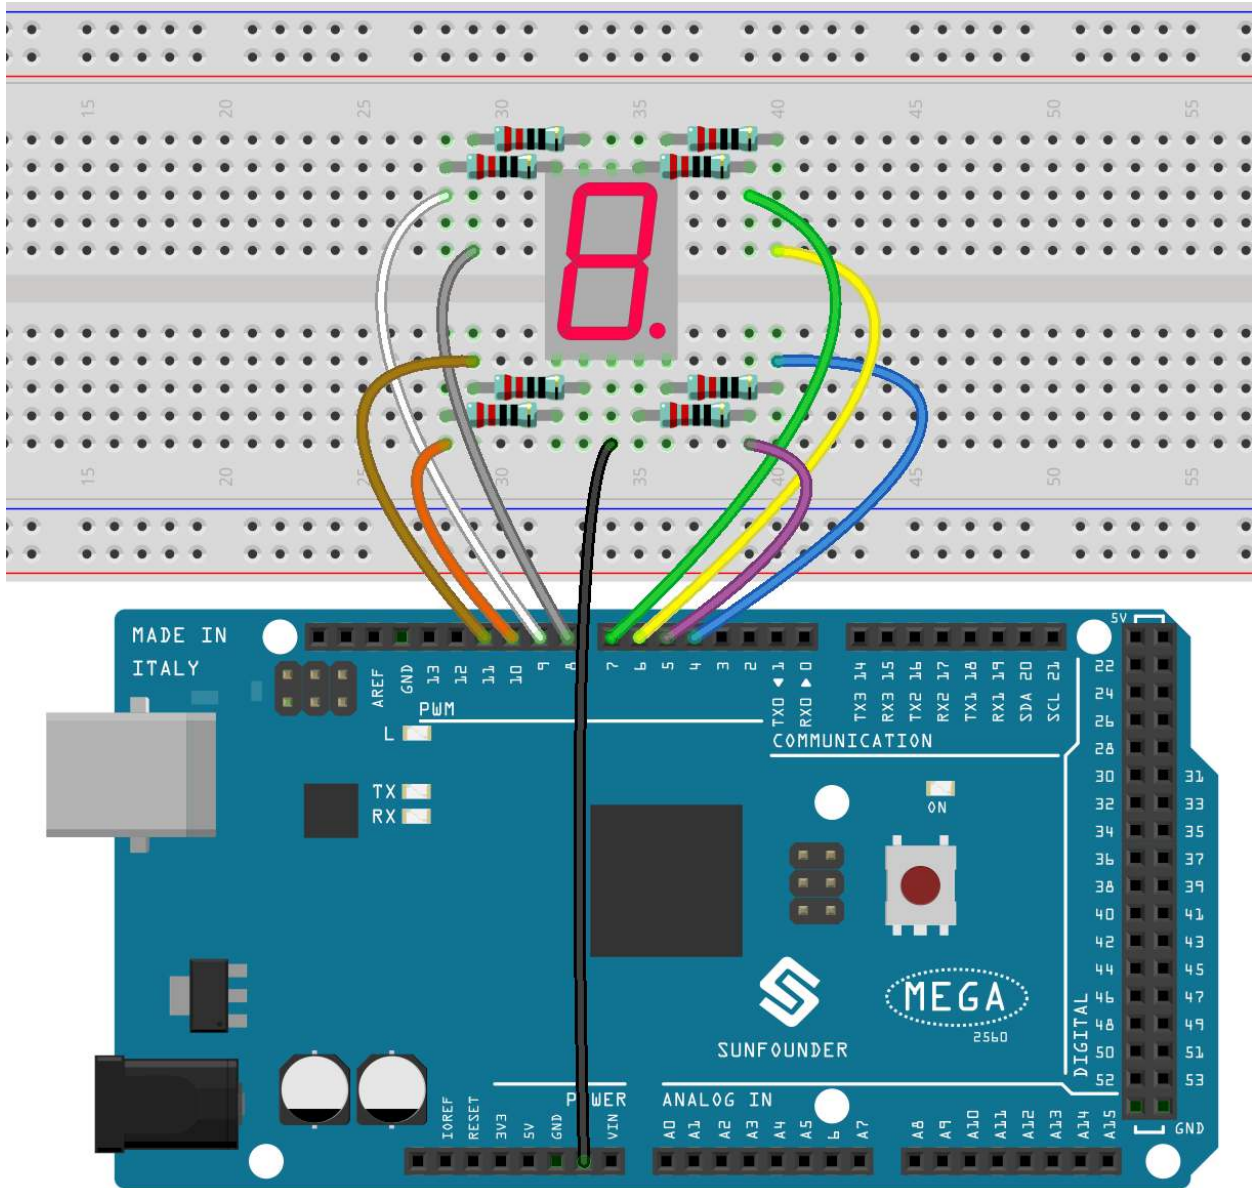 15 20 25 30 35 40 45 50 55
15 20 25 30 35 40 45 50 55
MADE IN
ITALY
AREF
GND
13
12
11
10
9
8
7
6
5
4
3
2
TX0 ◀ 1
RX0 ▶ 0
TX3 14
RX3 15
TX2 16
RX2 17
TX1 18
RX1 19
SDA 20
SCL 21
5V
PWM
COMMUNICATION
L
TX
RX
ON
22
24
26
28
30 31
32 33
34 35
36 37
38 39
40 41
42 43
44 45
46 47
48 49
50 51
52 53
DIGITAL
GND
MEGA
2560
SUNFOUNDER
ANALOG IN
IOREF
RESET
3V3
5V
GND
VIN
A0
A1
A2
A3
A4
A5
6
A7
A8
A9
A10
A11
A12
A13
A14
A15